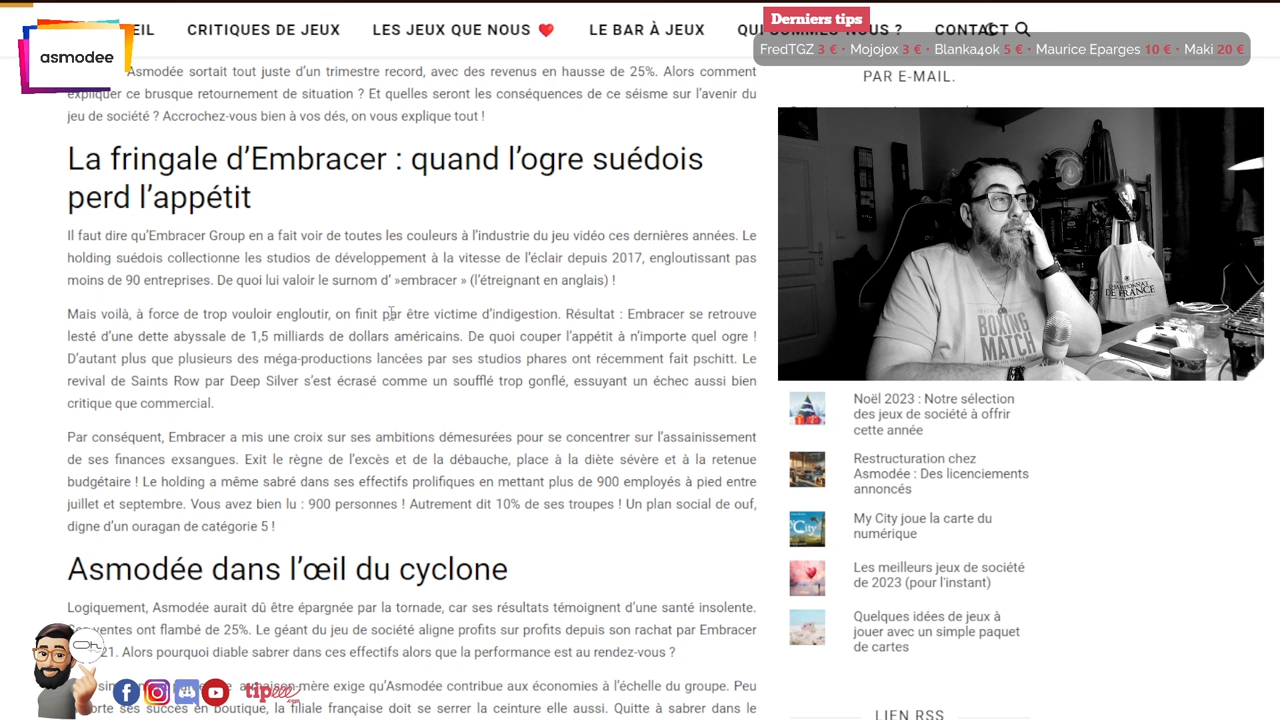 EIL
CRITIQUES DE JEUX
LES JEUX QUE NOUS
LE BAR À JEUX
NOUS ?
CONTACT
asmodee
Derniers tips
FredTGZ 3 € • Mojojox 3 € • Blanka4ok 5 € • Maurice Eparges 10 € • Maki 20 €
Asmodée sortait tout juste d’un trimestre record, avec des revenus en hausse de 25%. Alors comment
expliquer ce brusque retournement de situation ? Et quelles seront les conséquences de ce séisme sur l’avenir du
jeu de société ? Accrochez-vous bien à vos dés, on vous explique tout !
La fringale d’Embracer : quand l’ogre suédois
perd l’appétit
Il faut dire qu’Embracer Group en a fait voir de toutes les couleurs à l’industrie du jeu vidéo ces dernières années. Le
holding suédois collectionne les studios de développement à la vitesse de l’éclair depuis 2017, engloutissant pas
moins de 90 entreprises. De quoi lui valoir le surnom d’ »embracer » (l’étreignant en anglais) !
Mais voilà, à force de trop vouloir engloutir, on finit par être victime d’indigestion. Résultat : Embracer se retrouve
lesté d’une dette abyssale de 1,5 milliards de dollars américains. De quoi couper l’appétit à n’importe quel ogre !
D’autant plus que plusieurs des méga-productions lancées par ses studios phares ont récemment fait pschitt. Le
revival de Saints Row par Deep Silver s’est écrasé comme un soufflé trop gonflé, essuyant un échec aussi bien
critique que commercial.
Par conséquent, Embracer a mis une croix sur ses ambitions démesurées pour se concentrer sur l’assainissement
de ses finances exsangues. Exit le règne de l’excès et de la débauche, place à la diète sévère et à la retenue
budgétaire ! Le holding a même sabré dans ses effectifs prolifiques en mettant plus de 900 employés à pied entre
juillet et septembre. Vous avez bien lu : 900 personnes ! Autrement dit 10% de ses troupes ! Un plan social de ouf,
digne d’un ouragan de catégorie 5 !
Asmodée dans l’œil du cyclone
Logiquement, Asmodée aurait dû être épargnée par la tornade, car ses résultats témoignent d’une santé insolente.
ventes ont flambé de 25%. Le géant du jeu de société aligne profits sur profits depuis son rachat par Embracer
21. Alors pourquoi diable sabrer dans ces effectifs alors que la performance est au rendez-vous ?
maison-mère exige qu’Asmodée contribue aux économies à l’échelle du groupe. Peu
ses succès en boutique, la filiale française doit se serrer la ceinture elle aussi. Quitte à sabrer dans le
Oh
tipeee.com
PAR E-MAIL.
BOXING
MATCH
CHAMPIONNAT
DE FRANCE
Noël 2023 : Notre sélection
des jeux de société à offrir
cette année
Restructuration chez
Asmodée : Des licenciements
annoncés
My City joue la carte du
numérique
Les meilleurs jeux de société
de 2023 (pour l'instant)
Quelques idées de jeux à
jouer avec un simple paquet
de cartes
LIEN RSS